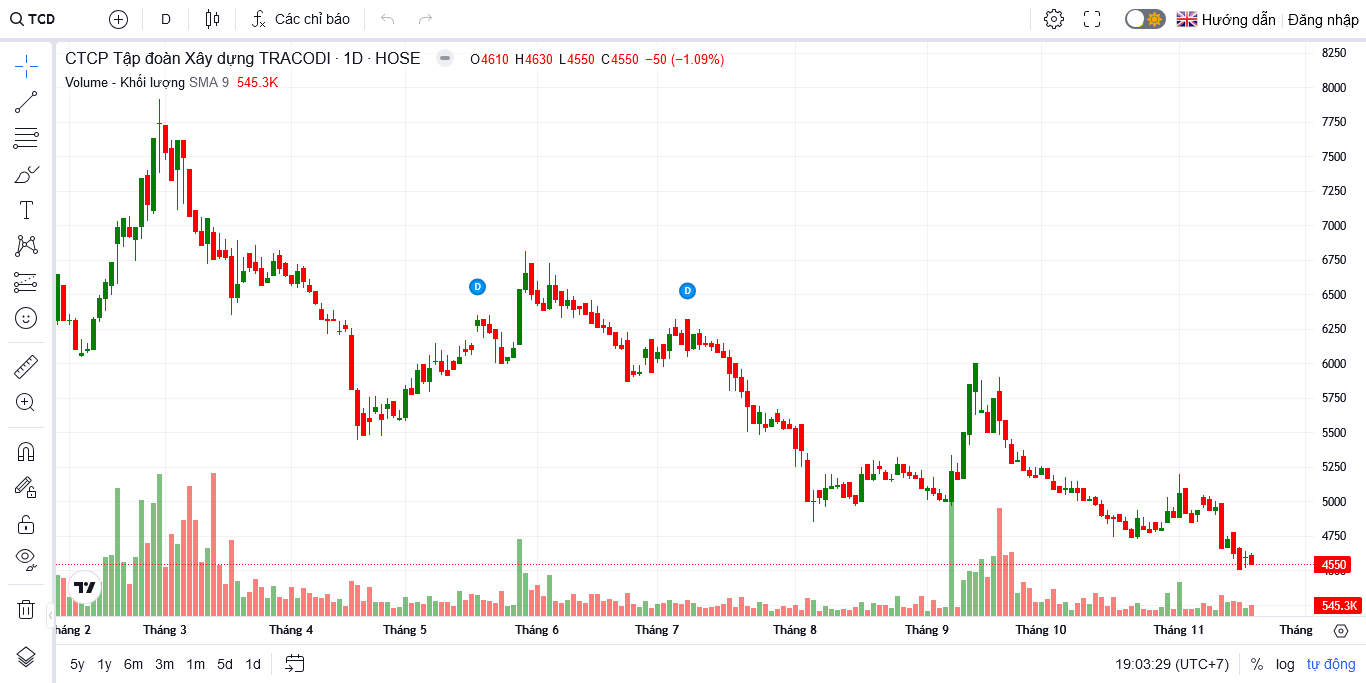 TCD D Các chỉ báo Hướng dẫn Đăng nhập
CTCP Tập đoàn Xây dựng TRACODI · 1D · HOSE O4610 H4630 L4550 C4550 −50 (−1.09%)
Volume - Khối lượng SMA 9 545.3K
8250
8000
7750
7500
7250
7000
6750
6500
6250
6000
5750
5500
5250
5000
4750
4550
545.3K
D
D
Tháng 3 Tháng 4 Tháng 5 Tháng 6 Tháng 7 Tháng 8 Tháng 9 Tháng 10 Tháng 11 Tháng
5y 1y 6m 3m 1m 5d 1d 19:03:29 (UTC+7) % log tự động